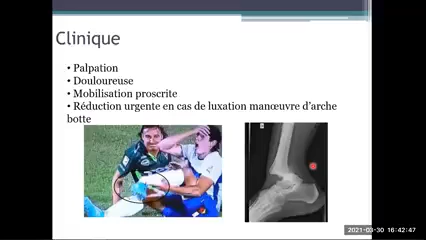 Clinique
• Palpation
• Douloureuse
• Mobilisation proscrite
• Réduction urgente en cas de luxation manœuvre d'arche
botte
2021-03-30 16:42:47